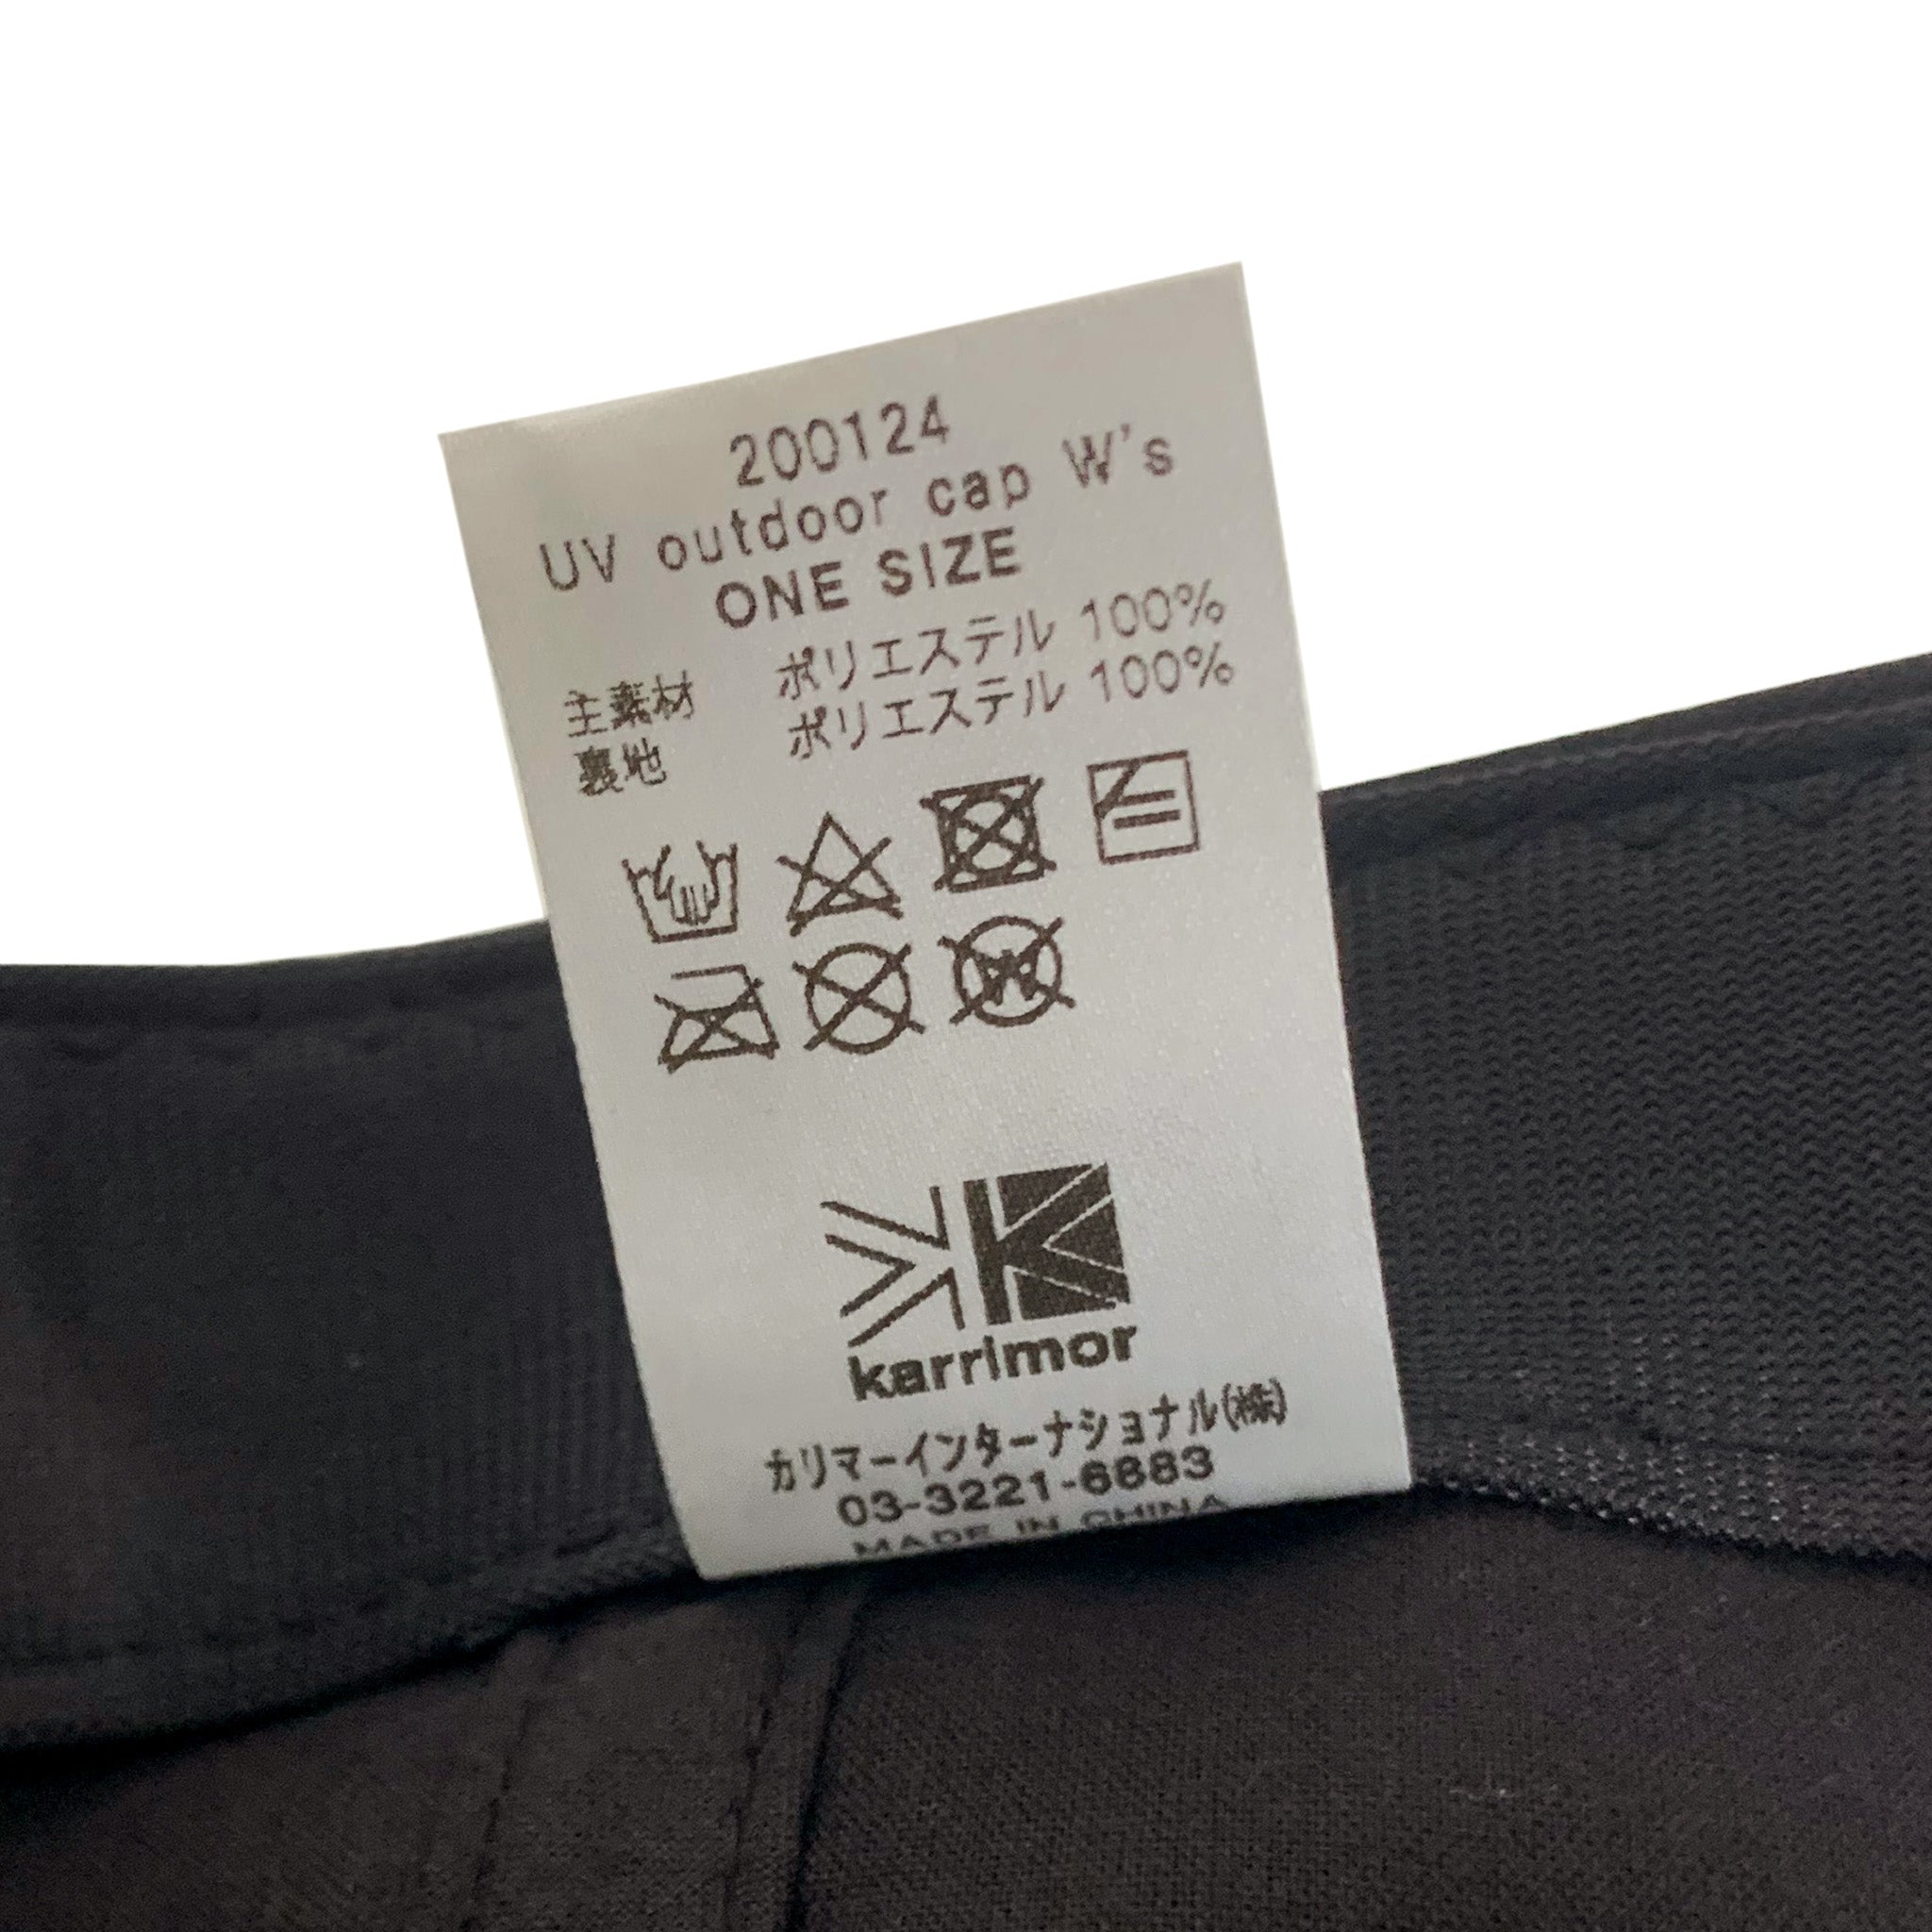 200124
UV outdoor cap W's
ONE SIZE
主素材 ポリエステル 100%
裏地 ポリエステル 100%
karrimor
カリマーインターナショナル(株)
03-3221-6883
MADE IN CHINA